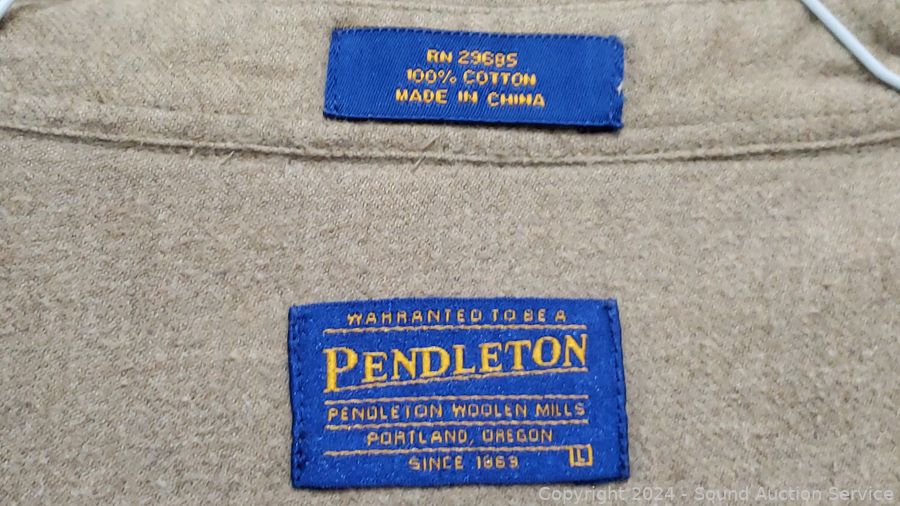 RN 29685
100% COTTON
MADE IN CHINA
WARRANTED TO BE A
PENDLETON
PENDLETON WOOLEN MILLS
PORTLAND, OREGON
SINCE 1863
L
Copyright 2024 - Sound Auction Service